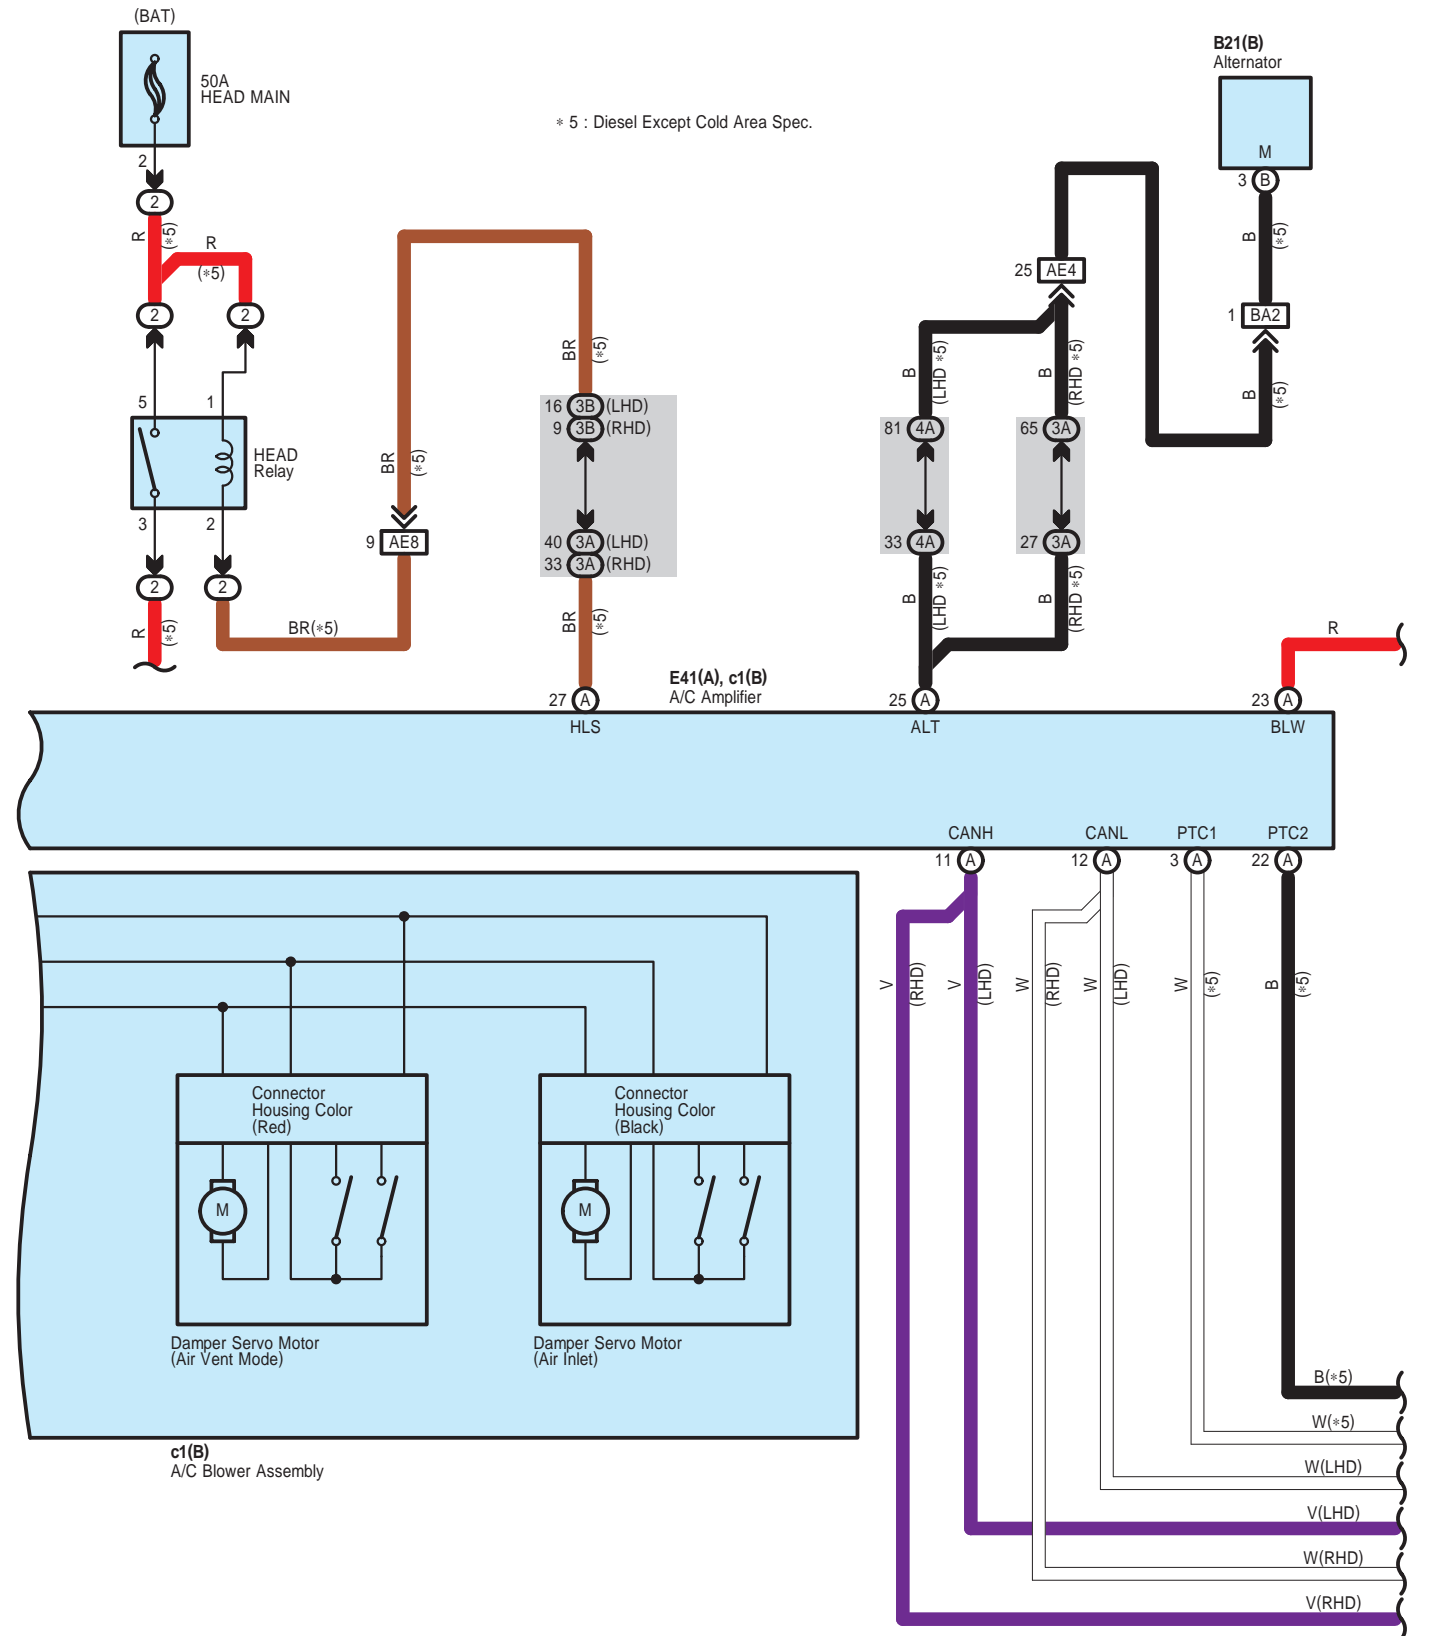 (BAT)
50A
HEAD MAIN
∗ 5 : Diesel Except Cold Area Spec.
B21(B)
Alternator
M
3 B
2
2
R
(∗5)
R
(∗5)
2
2
5
1
HEAD
Relay
3
2
2
2
R
(∗5)
BR(∗5)
BR
(∗5)
9 AE8
BR
(∗5)
16 3B (LHD)
9 3B (RHD)
40 3A (LHD)
33 3A (RHD)
BR
(∗5)
25 AE4
B
(∗5)
1 BA2
B
(∗5)
B
(LHD ∗5)
B
(RHD ∗5)
81 4A
65 3A
33 4A
27 3A
B
(LHD ∗5)
B
(RHD ∗5)
R
E41(A), c1(B)
A/C Amplifier
27 A
25 A
23 A
HLS
ALT
BLW
CANH
CANL
PTC1
PTC2
11 A
12 A
3 A
22 A
V
(RHD)
V
(LHD)
W
(RHD)
W
(LHD)
W
(∗5)
B
(∗5)
Connector
Housing Color
(Red)
M
Damper Servo Motor
(Air Vent Mode)
Connector
Housing Color
(Black)
M
Damper Servo Motor
(Air Inlet)
c1(B)
A/C Blower Assembly
B(∗5)
W(∗5)
W(LHD)
V(LHD)
W(RHD)
V(RHD)